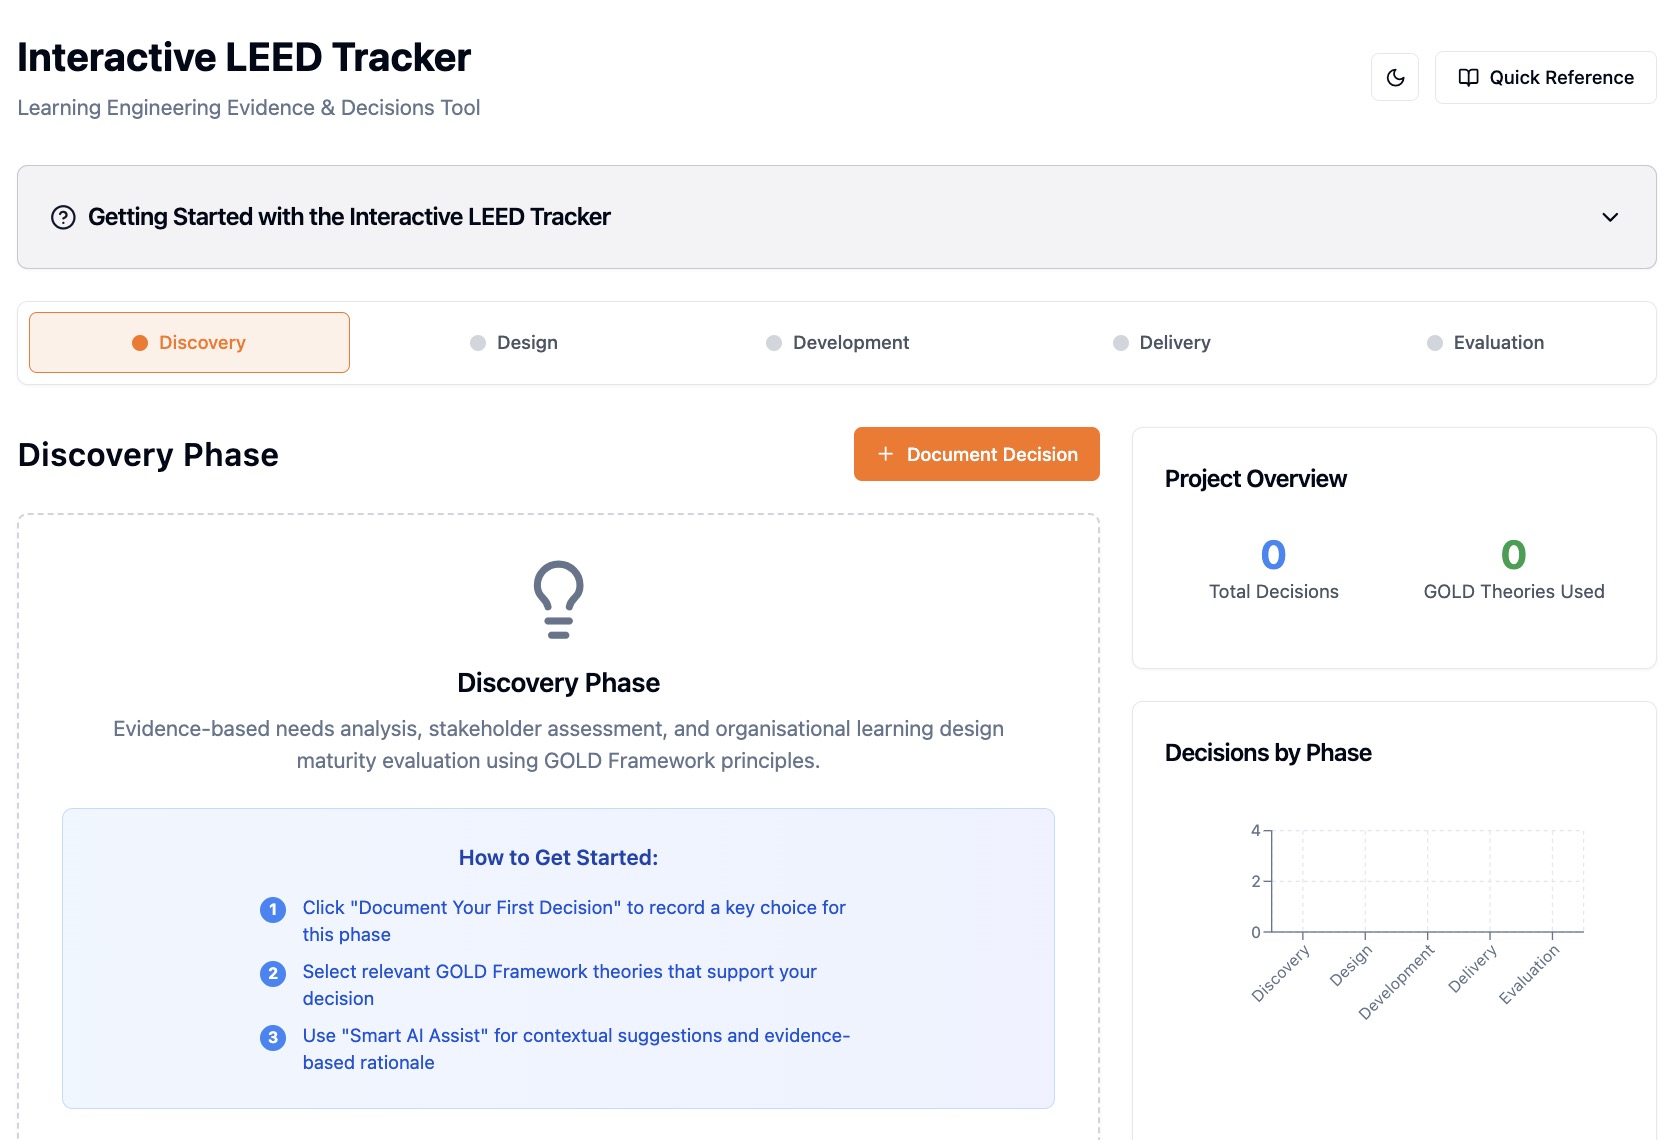 Interactive LEED Tracker
Learning Engineering Evidence & Decisions Tool
Quick Reference
Getting Started with the Interactive LEED Tracker
Discovery
Design
Development
Delivery
Evaluation
Discovery Phase
Document Decision
Discovery Phase
Evidence-based needs analysis, stakeholder assessment, and organisational learning design
maturity evaluation using GOLD Framework principles.
How to Get Started:
1 Click "Document Your First Decision" to record a key choice for
this phase
2 Select relevant GOLD Framework theories that support your
decision
3 Use "Smart AI Assist" for contextual suggestions and evidence-
based rationale
Project Overview
0
Total Decisions
0
GOLD Theories Used
Decisions by Phase
4
2
0
Discovery
Design
Development
Delivery
Evaluation